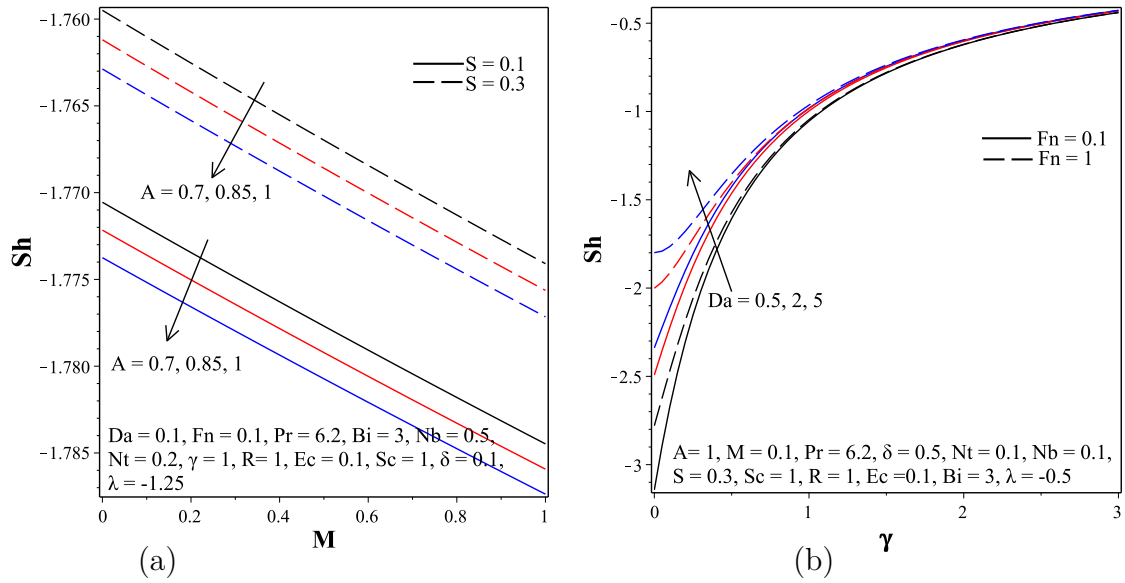 −1.760
−1.765
−1.770
−1.775
−1.780
−1.785
Sh
S = 0.1
S = 0.3
A = 0.7, 0.85, 1
A = 0.7, 0.85, 1
Da = 0.1, Fn = 0.1, Pr = 6.2, Bi = 3, Nb = 0.5,
Nt = 0.2, γ = 1, R= 1, Ec = 0.1, Sc = 1, δ = 0.1,
λ = -1.25
0 0.2 0.4 0.6 0.8 1
M
(a)
−0.5
−1
−1.5
−2
−2.5
−3
Sh
Fn = 0.1
Fn = 1
Da = 0.5, 2, 5
A= 1, M = 0.1, Pr = 6.2, δ = 0.5, Nt = 0.1, Nb = 0.1,
S = 0.3, Sc = 1, R = 1, Ec =0.1, Bi = 3, λ = -0.5
0 1 2 3
γ
(b)